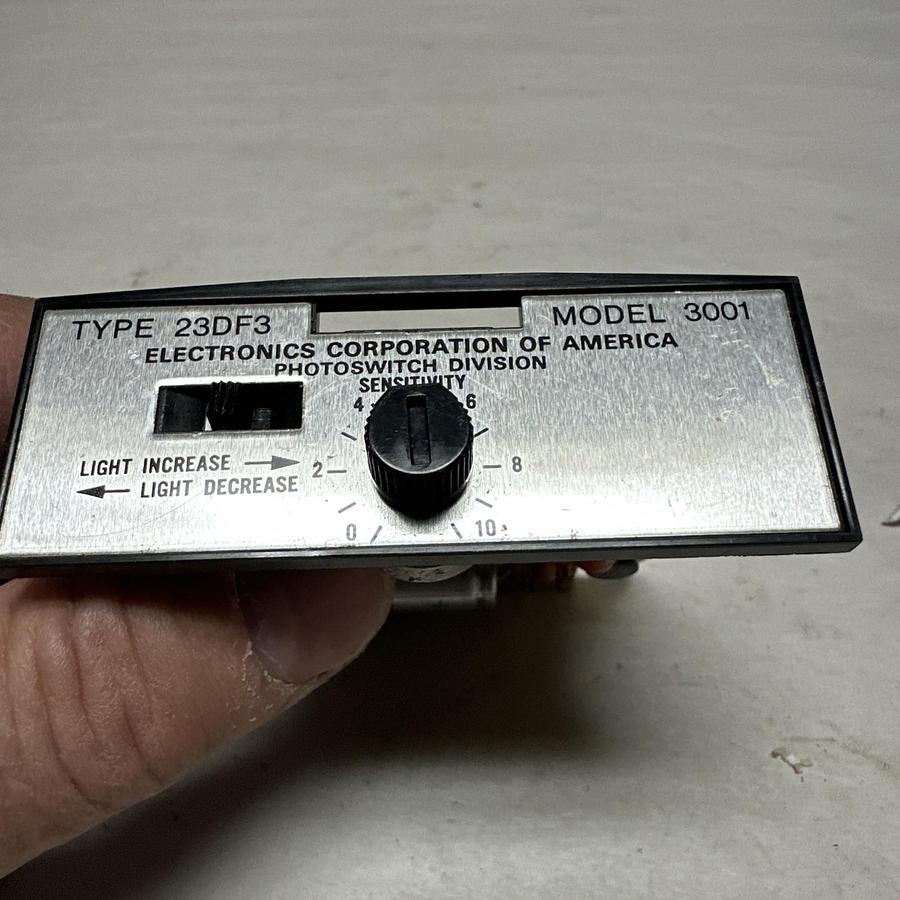 TYPE 23DF3
MODEL 3001
ELECTRONICS CORPORATION OF AMERICA
PHOTOSWITCH DIVISION
SENSITIVITY
4 6
LIGHT INCREASE
2 8
LIGHT DECREASE
0 10